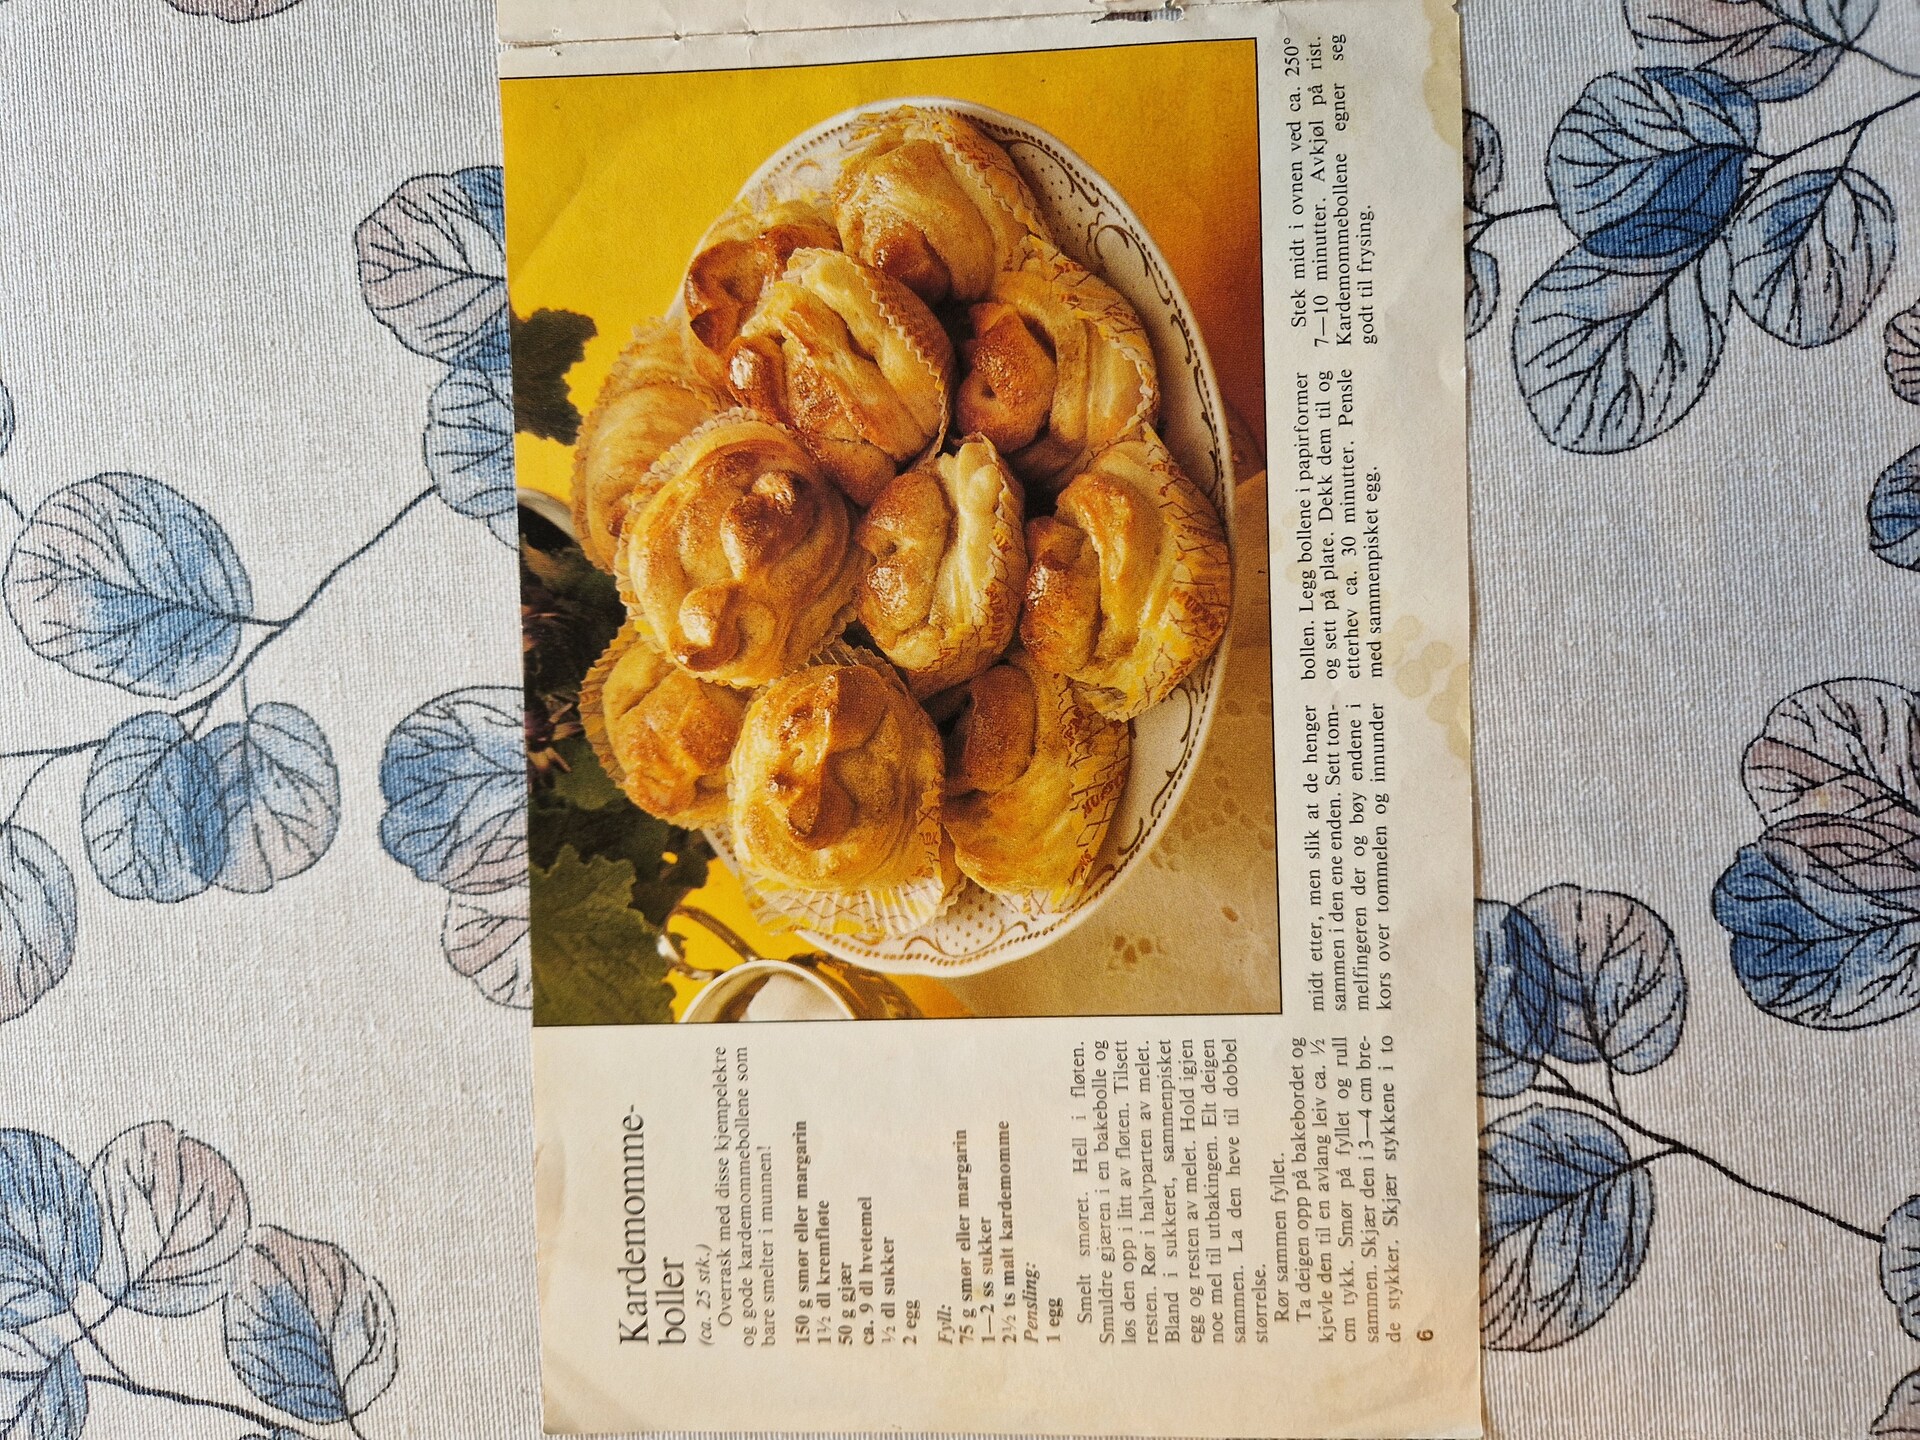 Kardemomme-
boller
(ca. 25 stk.)
Overrask med disse kjempelekre
og gode kardemommebollene som
bare smelter i munnen!
150 g smør eller margarin
1½ dl kremfløte
50 g gjær
ca. 9 dl hvetemel
½ dl sukker
2 egg
Fyll:
75 g smør eller margarin
1—2 ss sukker
2½ ts malt kardemomme
Pensling:
1 egg
Smelt smøret. Hell i fløten.
Smuldre gjæren i en bakebolle og
løs den opp i litt av fløten. Tilsett
resten. Rør i halvparten av melet.
Bland i sukkeret, sammenpisket
egg og resten av melet. Hold igjen
noe mel til utbakingen. Elt deigen
sammen. La den heve til dobbel
størrelse.
Rør sammen fyllet.
Ta deigen opp på bakebordet og
kjevle den til en avlang leiv ca. ½
cm tykk. Smør på fyllet og rull
sammen. Skjær den i 3—4 cm bre-
de stykker. Skjær stykkene i to
midt etter, men slik at de henger
sammen i den ene enden. Sett tom-
melfingeren der og bøy endene i
kors over tommelen og innunder
bollen. Legg bollene i papirformer
og sett på plate. Dekk dem til og
etterhev ca. 30 minutter. Pensle
med sammenpisket egg.
Stek midt i ovnen ved ca. 250°
7—10 minutter. Avkjøl på rist.
Kardemommebollene egner seg
godt til frysing.
6